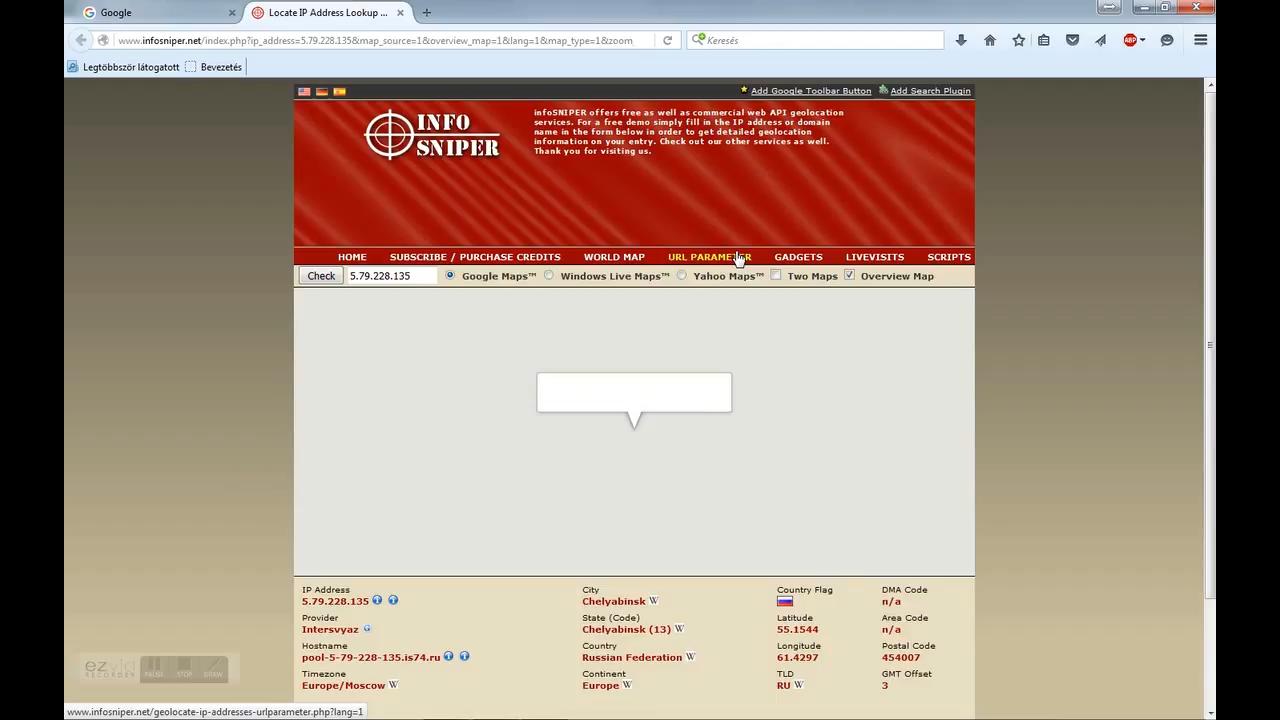 Google
Locate IP Address Lookup ...
www.infosniper.net/index.php?ip_address=5.79.228.135&map_source=1&overview_map=1&lang=1&map_type=1&zoom
Keresés
ABP
Legtöbbször látogatott
Bevezetés
Add Google Toolbar Button
Add Search Plugin
INFO
SNIPER
infoSNIPER offers free as well as commercial web API geolocation
services. For a free demo simply fill in the IP address or domain
name in the form below in order to get detailed geolocation
information on your entry. Check out our other services as well.
Thank you for visiting us.
HOME SUBSCRIBE / PURCHASE CREDITS WORLD MAP URL PARAMETER GADGETS LIVEVISITS SCRIPTS
Check 5.79.228.135 Google Maps™ Windows Live Maps™ Yahoo Maps™ Two Maps Overview Map
IP Address City Country Flag DMA Code
5.79.228.135 Chelyabinsk W n/a
Provider State (Code) Latitude Area Code
Intersvyaz G Chelyabinsk (13) W 55.1544 n/a
Hostname Country Longitude Postal Code
pool-5-79-228-135.is74.ru Russian Federation W 61.4297 454007
Timezone Continent TLD GMT Offset
Europe/Moscow W Europe W RU W 3
ezvid
RECORDER
PAUSE STOP DRAW
www.infosniper.net/geolocate-ip-addresses-urlparameter.php?lang=1